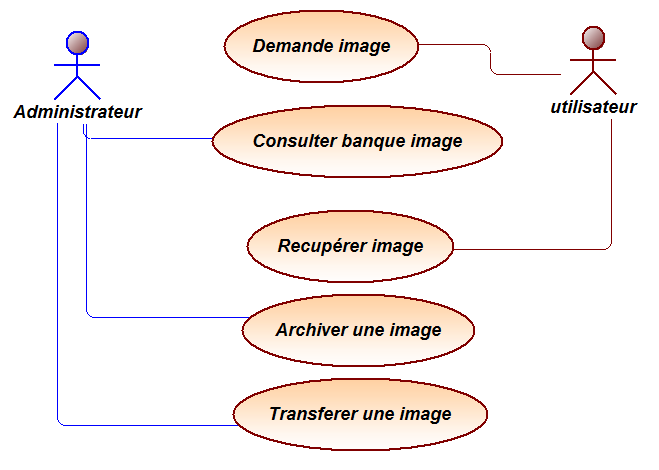 Demande image
Administrateur
utilisateur
Consulter banque image
Recupérer image
Archiver une image
Transferer une image